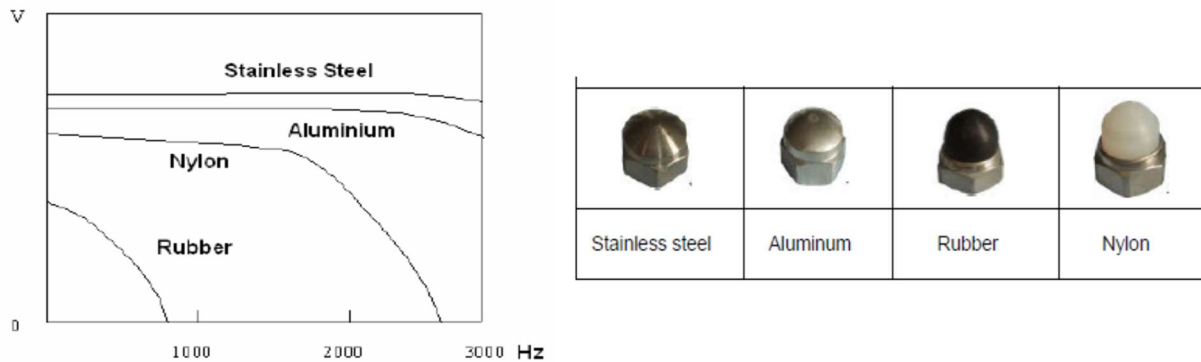 V
Stainless Steel
Aluminium
Nylon
Rubber
0
1000 2000 3000 Hz
Stainless steel Aluminum Rubber Nylon